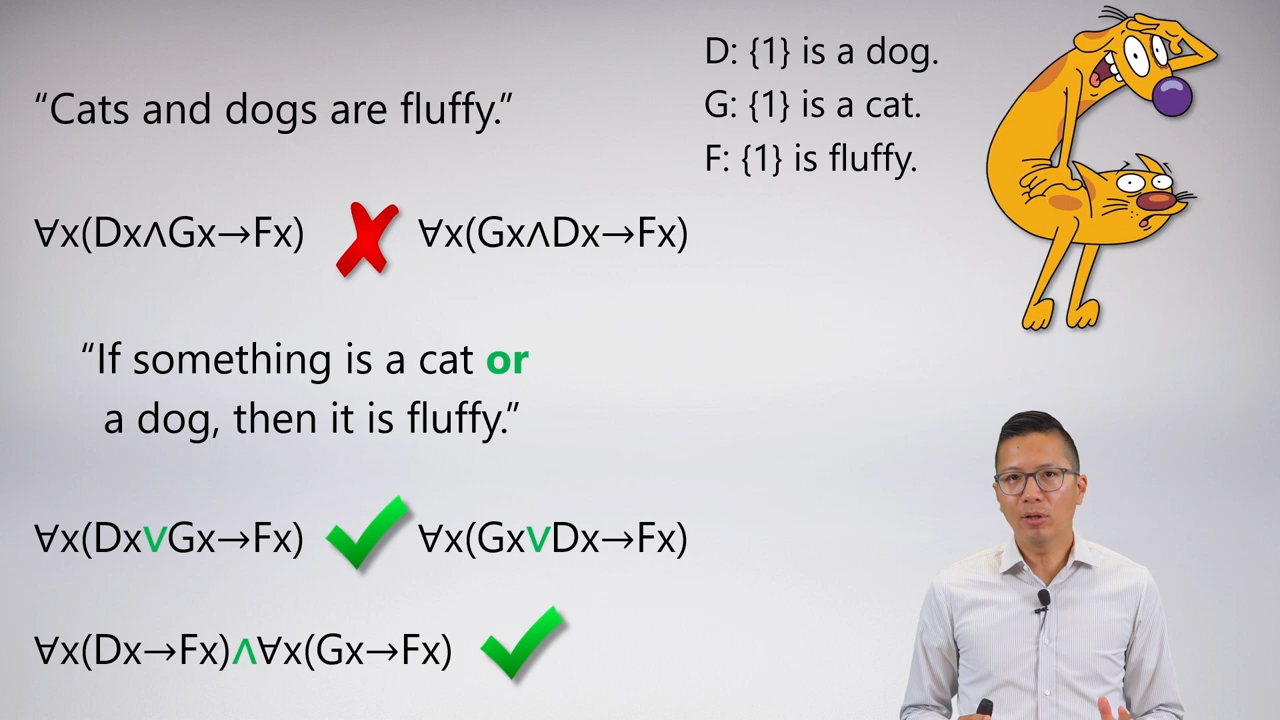 “Cats and dogs are fluffy.”
D: {1} is a dog.
G: {1} is a cat.
F: {1} is fluffy.
∀x(Dx∧Gx→Fx) ∀x(Gx∧Dx→Fx)
“If something is a cat or
a dog, then it is fluffy.”
∀x(Dx∨Gx→Fx) ∀x(Gx∨Dx→Fx)
∀x(Dx→Fx)∧∀x(Gx→Fx)